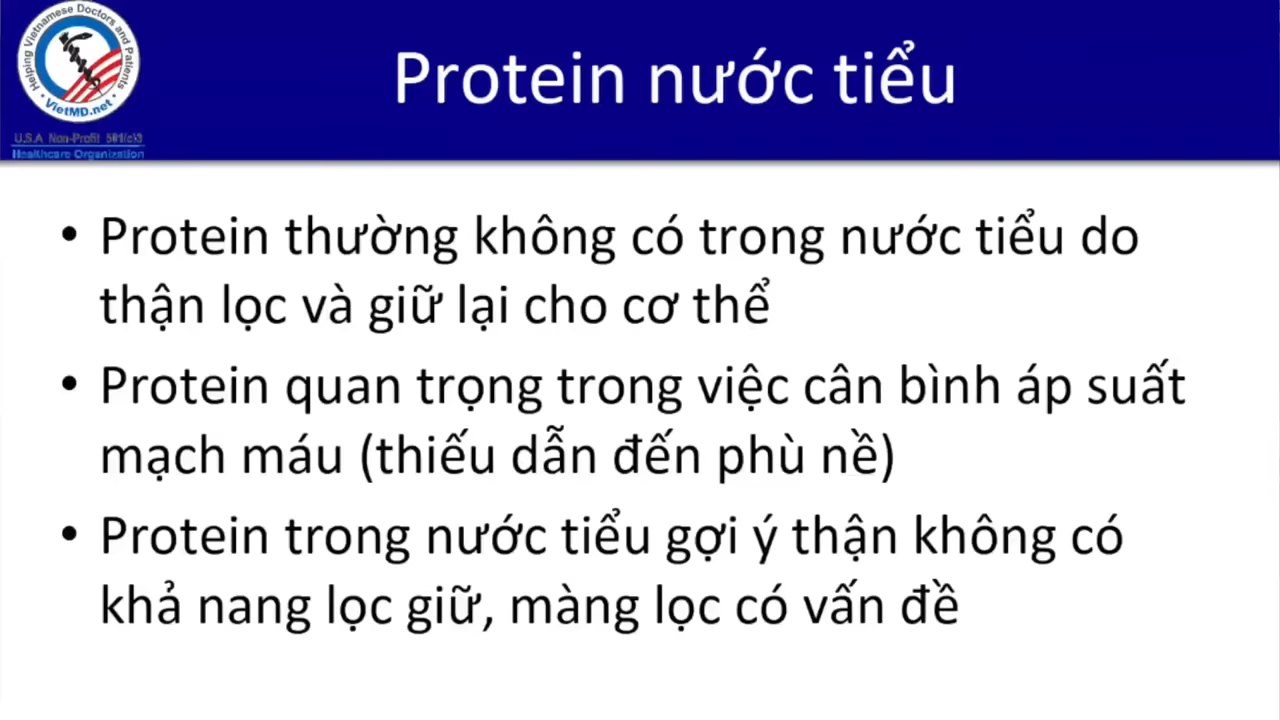 Helping Vietnamese Doctors and Patients
• VietMD.net •
U.S.A Non-Profit 501(c)3
Healthcare Organization
Protein nước tiểu
• Protein thường không có trong nước tiểu do
thận lọc và giữ lại cho cơ thể
• Protein quan trọng trong việc cân bình áp suất
mạch máu (thiếu dẫn đến phù nề)
• Protein trong nước tiểu gợi ý thận không có
khả nang lọc giữ, màng lọc có vấn đề